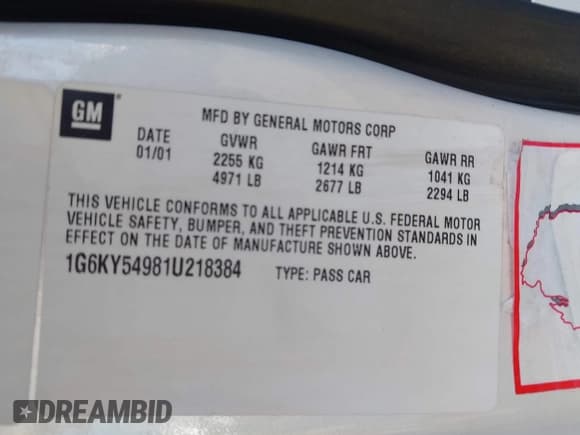 GM
MFD BY GENERAL MOTORS CORP
DATE GVWR GAWR FRT GAWR RR
01/01 2255 KG 1214 KG 1041 KG
4971 LB 2677 LB 2294 LB
THIS VEHICLE CONFORMS TO ALL APPLICABLE U.S. FEDERAL MOTOR
VEHICLE SAFETY, BUMPER, AND THEFT PREVENTION STANDARDS IN
EFFECT ON THE DATE OF MANUFACTURE SHOWN ABOVE.
1G6KY54981U218384 TYPE: PASS CAR
DREAMBID